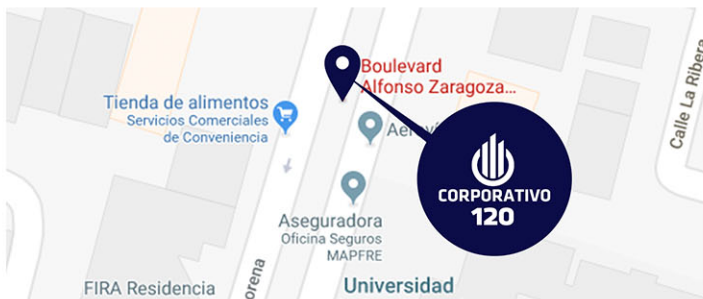 Boulevard
Alfonso Zaragoza...
Tienda de alimentos
Servicios Comerciales
de Conveniencia
Calle La Ribera
CORPORATIVO
120
Aseguradora
Oficina Seguros
MAPFRE
FIRA Residencia
Universidad